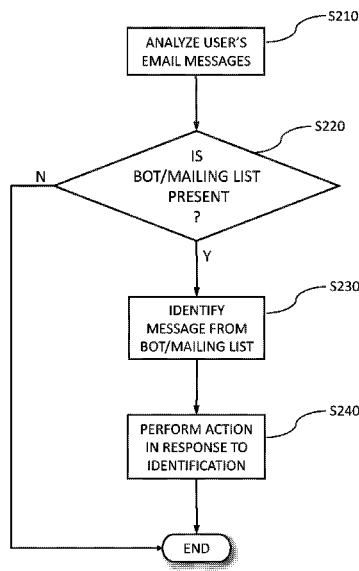 S210
ANALYZE USER'S
EMAIL MESSAGES
S220
IS
BOT/MAILING LIST
PRESENT
?
N
Y
S230
IDENTIFY
MESSAGE FROM
BOT/MAILING LIST
S240
PERFORM ACTION
IN RESPONSE TO
IDENTIFICATION
END